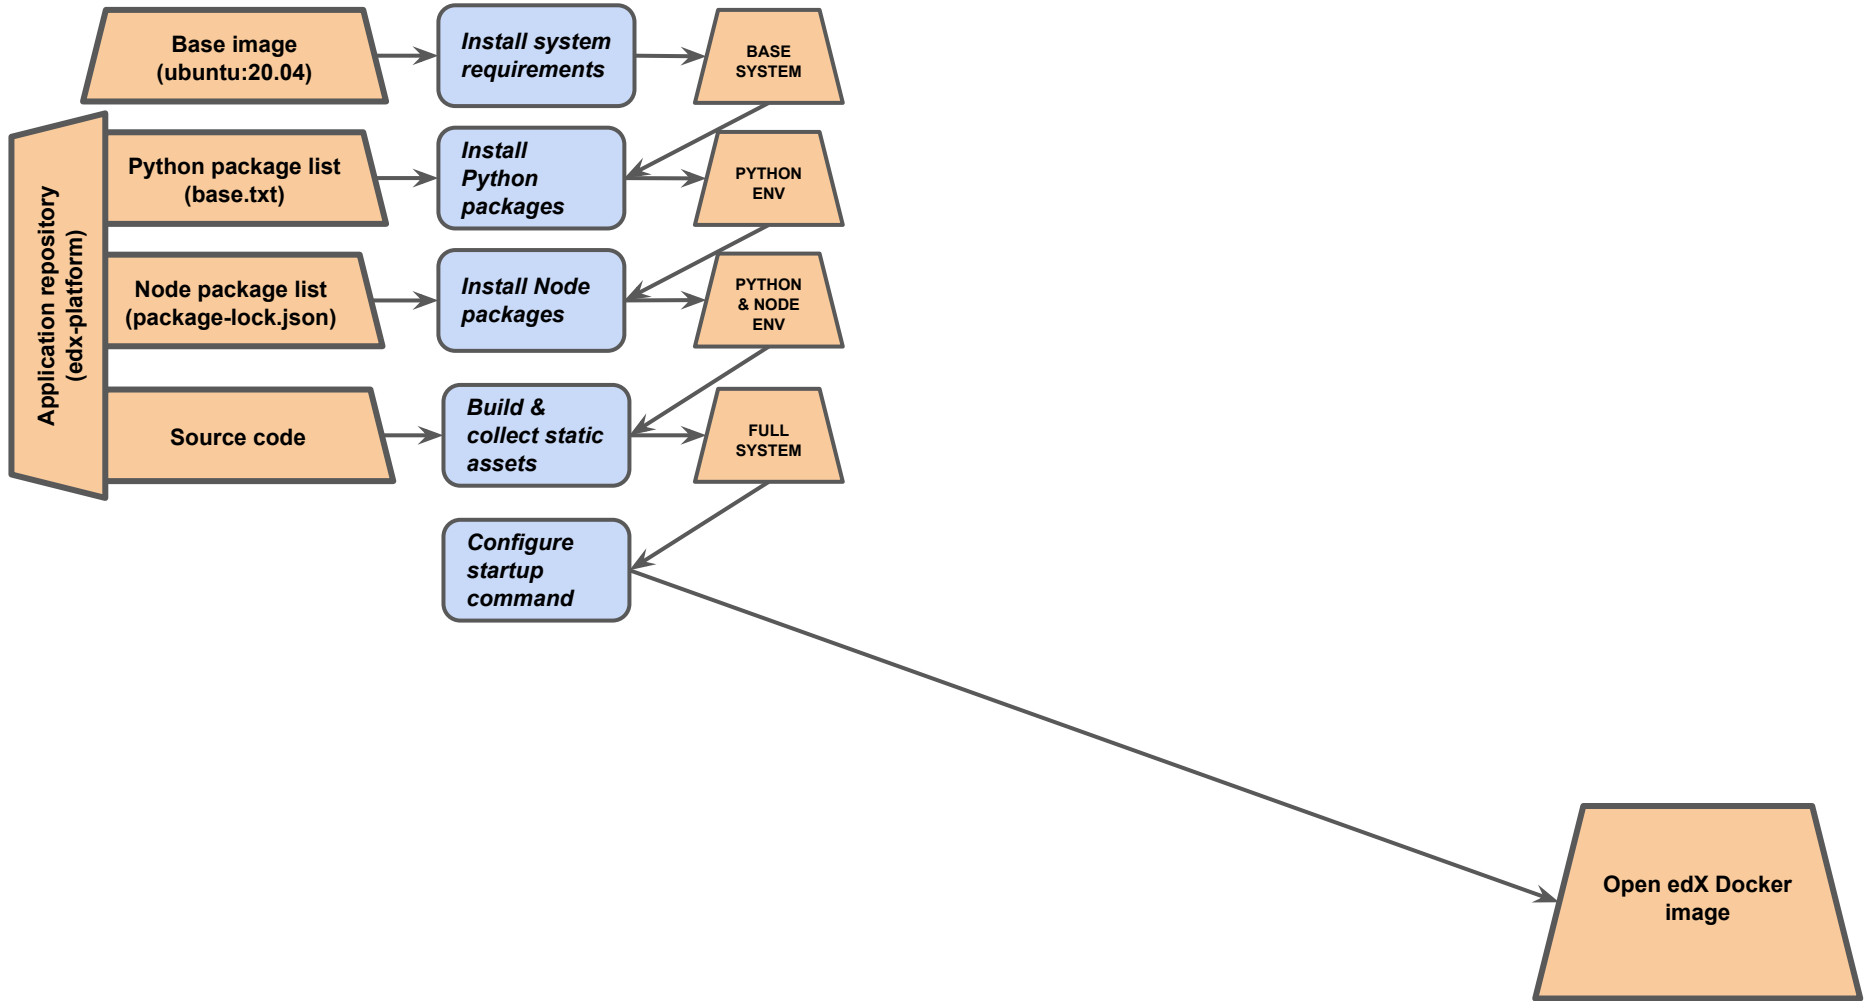 Base image
(ubuntu:20.04)
Install system
requirements
BASE
SYSTEM
Application repository
(edx-platform)
Python package list
(base.txt)
Install
Python
packages
PYTHON
ENV
Node package list
(package-lock.json)
Install Node
packages
PYTHON
& NODE
ENV
Source code
Build &
collect static
assets
FULL
SYSTEM
Configure
startup
command
Open edX Docker
image